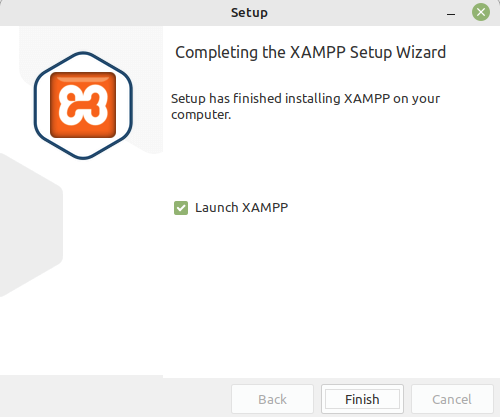 Setup
Completing the XAMPP Setup Wizard
Setup has finished installing XAMPP on your
computer.
Launch XAMPP
Back
Finish
Cancel